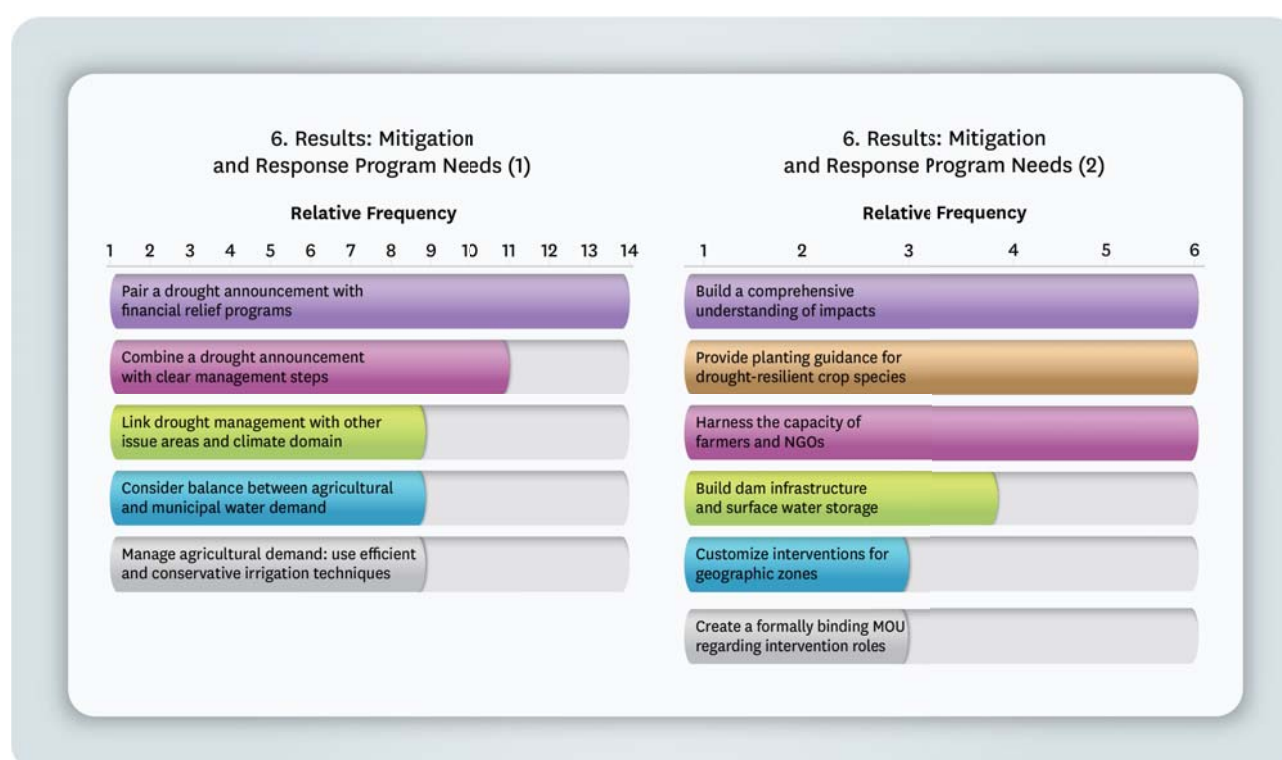 6. Results: Mitigation
and Response Program Needs (1)
Relative Frequency
1 2 3 4 5 6 7 8 9 10 11 12 13 14
Pair a drought announcement with
financial relief programs
Combine a drought announcement
with clear management steps
Link drought management with other
issue areas and climate domain
Consider balance between agricultural
and municipal water demand
Manage agricultural demand: use efficient
and conservative irrigation techniques
6. Results: Mitigation
and Response Program Needs (2)
Relative Frequency
1 2 3 4 5 6
Build a comprehensive
understanding of impacts
Provide planting guidance for
drought-resilient crop species
Harness the capacity of
farmers and NGOs
Build dam infrastructure
and surface water storage
Customize interventions for
geographic zones
Create a formally binding MOU
regarding intervention roles